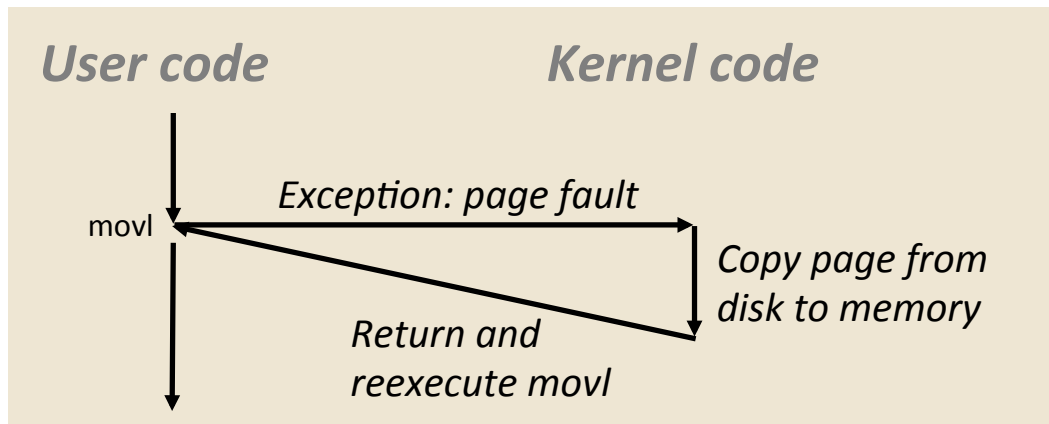 User code
Kernel code
Exception: page fault
movl
Copy page from
disk to memory
Return and
reexecute movl